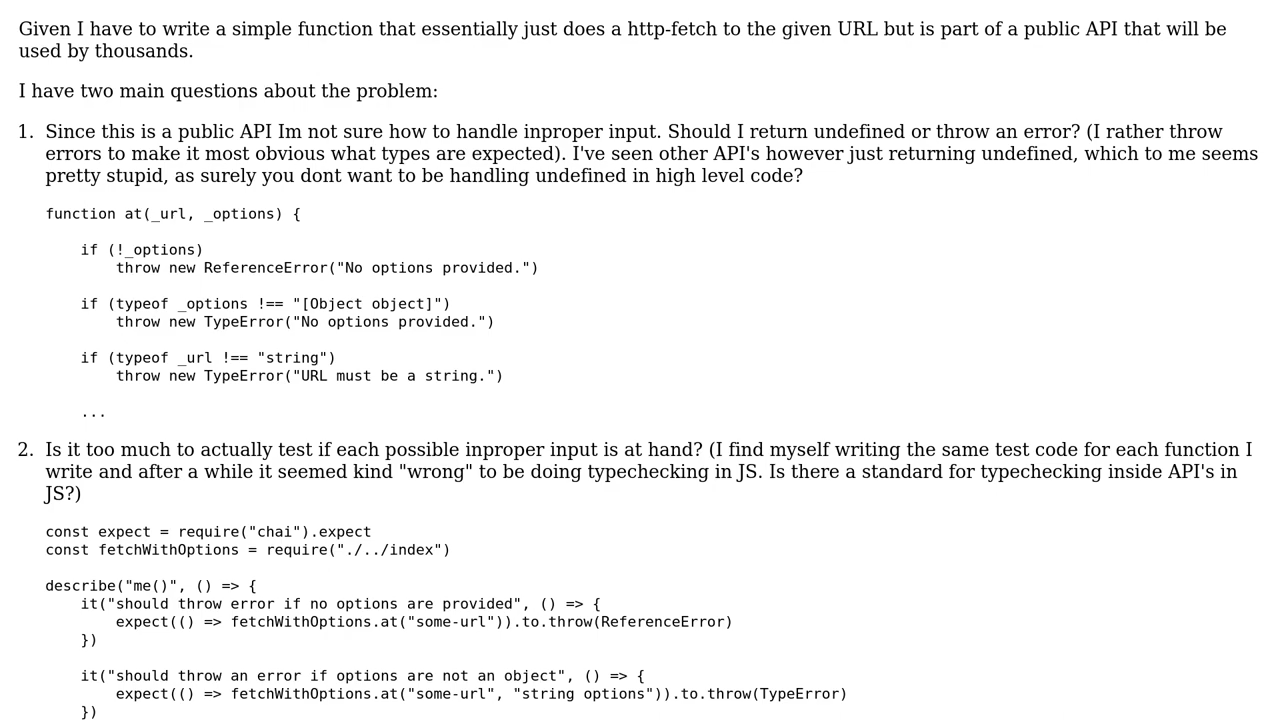 Given I have to write a simple function that essentially just does a http-fetch to the given URL but is part of a public API that will be
used by thousands.
I have two main questions about the problem:
1. Since this is a public API Im not sure how to handle inproper input. Should I return undefined or throw an error? (I rather throw
errors to make it most obvious what types are expected). I've seen other API's however just returning undefined, which to me seems
pretty stupid, as surely you dont want to be handling undefined in high level code?
function at(_url, _options) {
    if (!_options)
        throw new ReferenceError("No options provided.")
    if (typeof _options !== "[Object object]")
        throw new TypeError("No options provided.")
    if (typeof _url !== "string")
        throw new TypeError("URL must be a string.")
    ...
2. Is it too much to actually test if each possible inproper input is at hand? (I find myself writing the same test code for each function I
write and after a while it seemed kind "wrong" to be doing typechecking in JS. Is there a standard for typechecking inside API's in
JS?)
const expect = require("chai").expect
const fetchWithOptions = require("./../index")
describe("me()", () => {
    it("should throw error if no options are provided", () => {
        expect(() => fetchWithOptions.at("some-url")).to.throw(ReferenceError)
    })
    it("should throw an error if options are not an object", () => {
        expect(() => fetchWithOptions.at("some-url", "string options")).to.throw(TypeError)
    })